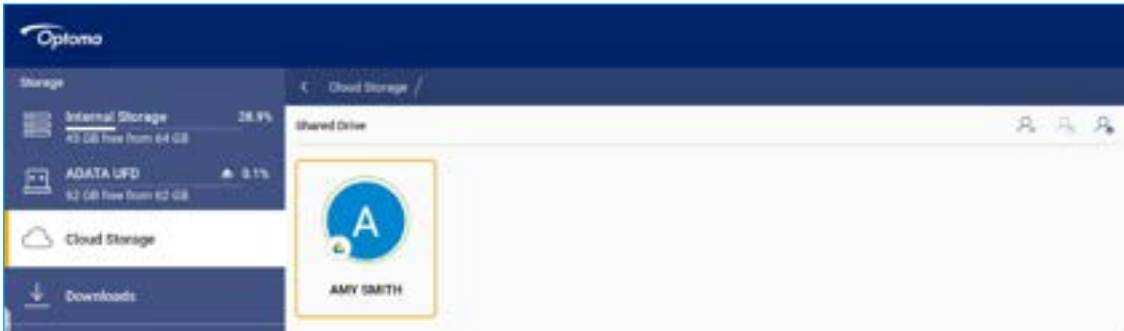 Optoma
Storage
Internal Storage 28.9%
45 GB free from 64 GB
ADATA UFD 0.1%
62 GB free from 62 GB
Cloud Storage
Downloads
< Cloud Storage /
Shared Drive
A
AMY SMITH